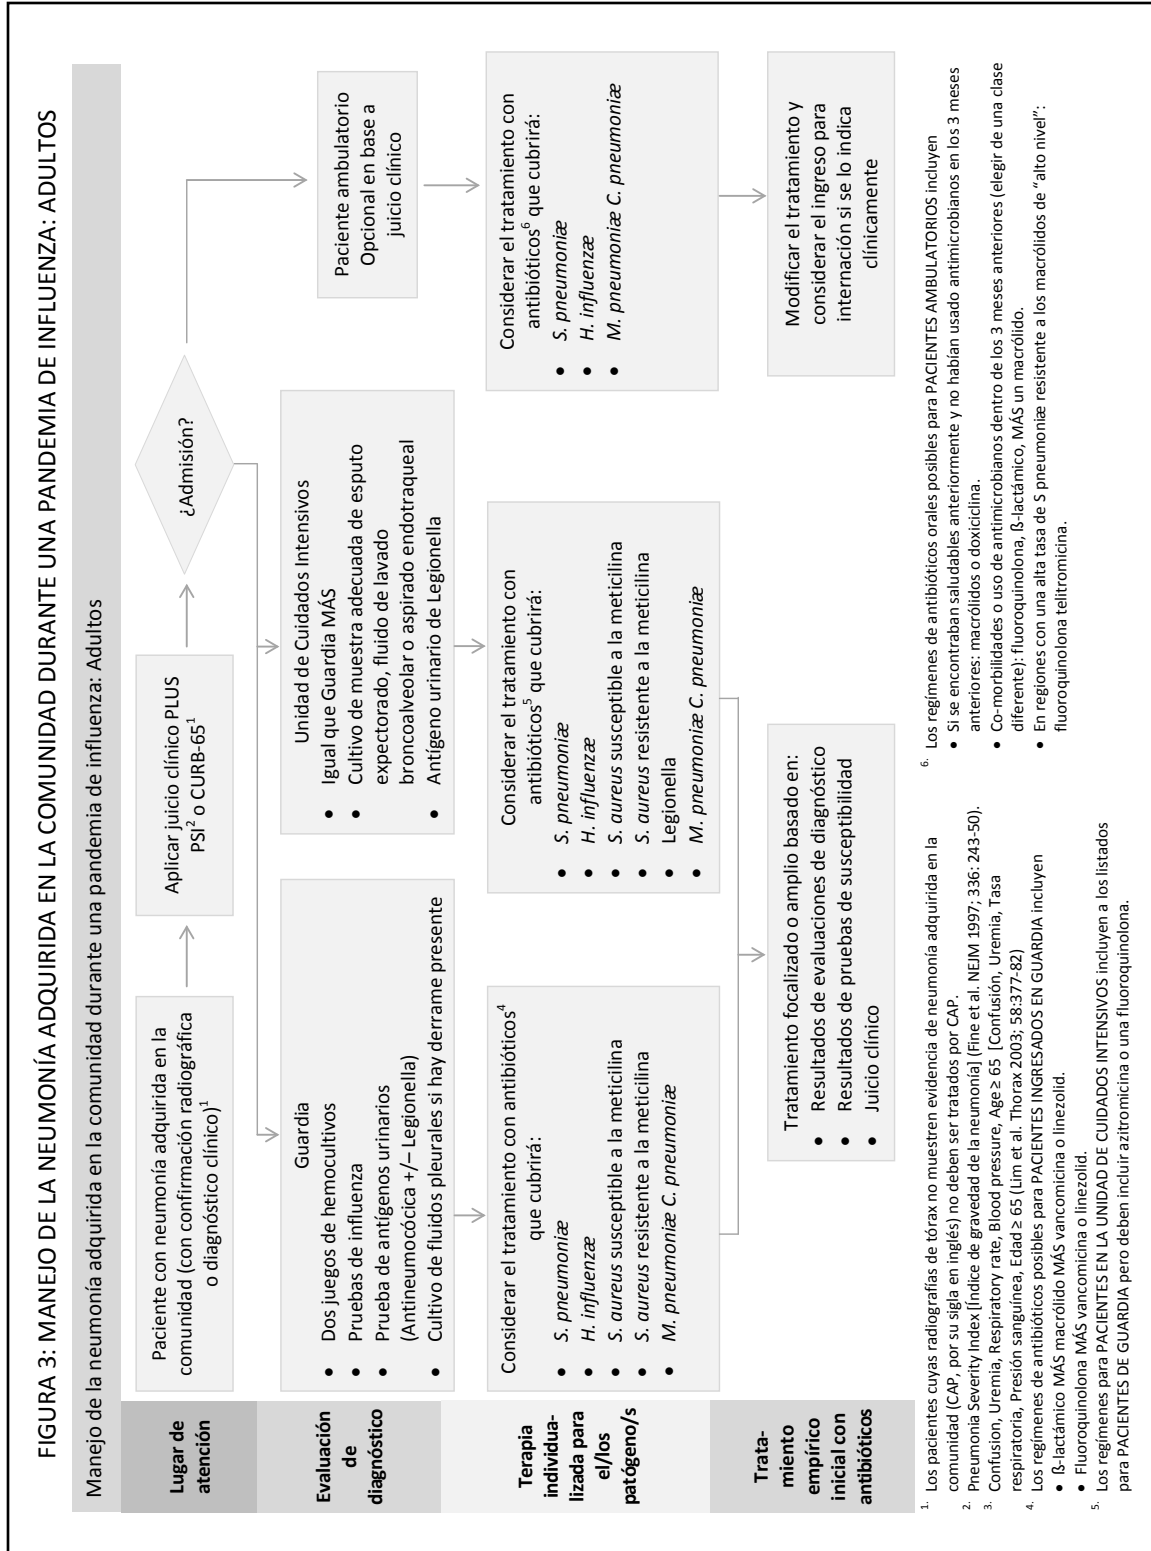 FIGURA 3: MANEJO DE LA NEUMONÍA ADQUIRIDA EN LA COMUNIDAD DURANTE UNA PANDEMIA DE INFLUENZA: ADULTOS
Manejo de la neumonía adquirida en la comunidad durante una pandemia de influenza: Adultos
Lugar de
atención
Paciente con neumonía adquirida en la
comunidad (con confirmación radiográfica
o diagnóstico clínico)1
Aplicar juicio clínico PLUS
PSI2 o CURB-651
¿Admisión?
Evaluación
de
diagnóstico
Guardia
• Dos juegos de hemocultivos
• Pruebas de influenza
• Prueba de antígenos urinarios
(Antineumocócica +/– Legionella)
• Cultivo de fluidos pleurales si hay derrame presente
Unidad de Cuidados Intensivos
• Igual que Guardia MÁS
• Cultivo de muestra adecuada de esputo
expectorado, fluido de lavado
broncoalveolar o aspirado endotraqueal
• Antígeno urinario de Legionella
Paciente ambulatorio
Opcional en base a
juicio clínico
Terapia
individua-
lizada para
el/los
patógeno/s
Considerar el tratamiento con antibióticos4
que cubrirá:
• S. pneumoniæ
• H. influenzæ
• S. aureus susceptible a la meticilina
• S. aureus resistente a la meticilina
• M. pneumoniæ C. pneumoniæ
Considerar el tratamiento con
antibióticos5 que cubrirá:
• S. pneumoniæ
• H. influenzæ
• S. aureus susceptible a la meticilina
• S. aureus resistente a la meticilina
• Legionella
• M. pneumoniæ C. pneumoniæ
Considerar el tratamiento con
antibióticos6 que cubrirá:
• S. pneumoniæ
• H. influenzæ
• M. pneumoniæ C. pneumoniæ
Trata-
miento
empírico
inicial con
antibióticos
Tratamiento focalizado o amplio basado en:
• Resultados de evaluaciones de diagnóstico
• Resultados de pruebas de susceptibilidad
• Juicio clínico
Modificar el tratamiento y
considerar el ingreso para
internación si se lo indica
clínicamente
1. Los pacientes cuyas radiografías de tórax no muestren evidencia de neumonía adquirida en la
comunidad (CAP, por su sigla en inglés) no deben ser tratados por CAP.
2. Pneumonia Severity Index [Índice de gravedad de la neumonía] (Fine et al. NEJM 1997; 336: 243-50).
3. Confusion, Uremia, Respiratory rate, Blood pressure, Age ≥ 65 [Confusión, Uremia, Tasa
respiratoria, Presión sanguínea, Edad ≥ 65 (Lim et al. Thorax 2003; 58:377-82)
4. Los regímenes de antibióticos posibles para PACIENTES INGRESADOS EN GUARDIA incluyen
• ß-lactámico MÁS macrólido MÁS vancomicina o linezolid.
• Fluoroquinolona MÁS vancomicina o linezolid.
5. Los regímenes para PACIENTES EN LA UNIDAD DE CUIDADOS INTENSIVOS incluyen a los listados
para PACIENTES DE GUARDIA pero deben incluir azitromicina o una fluoroquinolona.
6. Los regímenes de antibióticos orales posibles para PACIENTES AMBULATORIOS incluyen
• Si se encontraban saludables anteriormente y no habían usado antimicrobianos en los 3 meses
anteriores: macrólidos o doxiciclina.
• Co-morbilidades o uso de antimicrobianos dentro de los 3 meses anteriores (elegir de una clase
diferente): fluoroquinolona, ß-lactámico, MÁS un macrólido.
• En regiones con una alta tasa de S pneumoniæ resistente a los macrólidos de "alto nivel":
fluoroquinolona telitromicina.